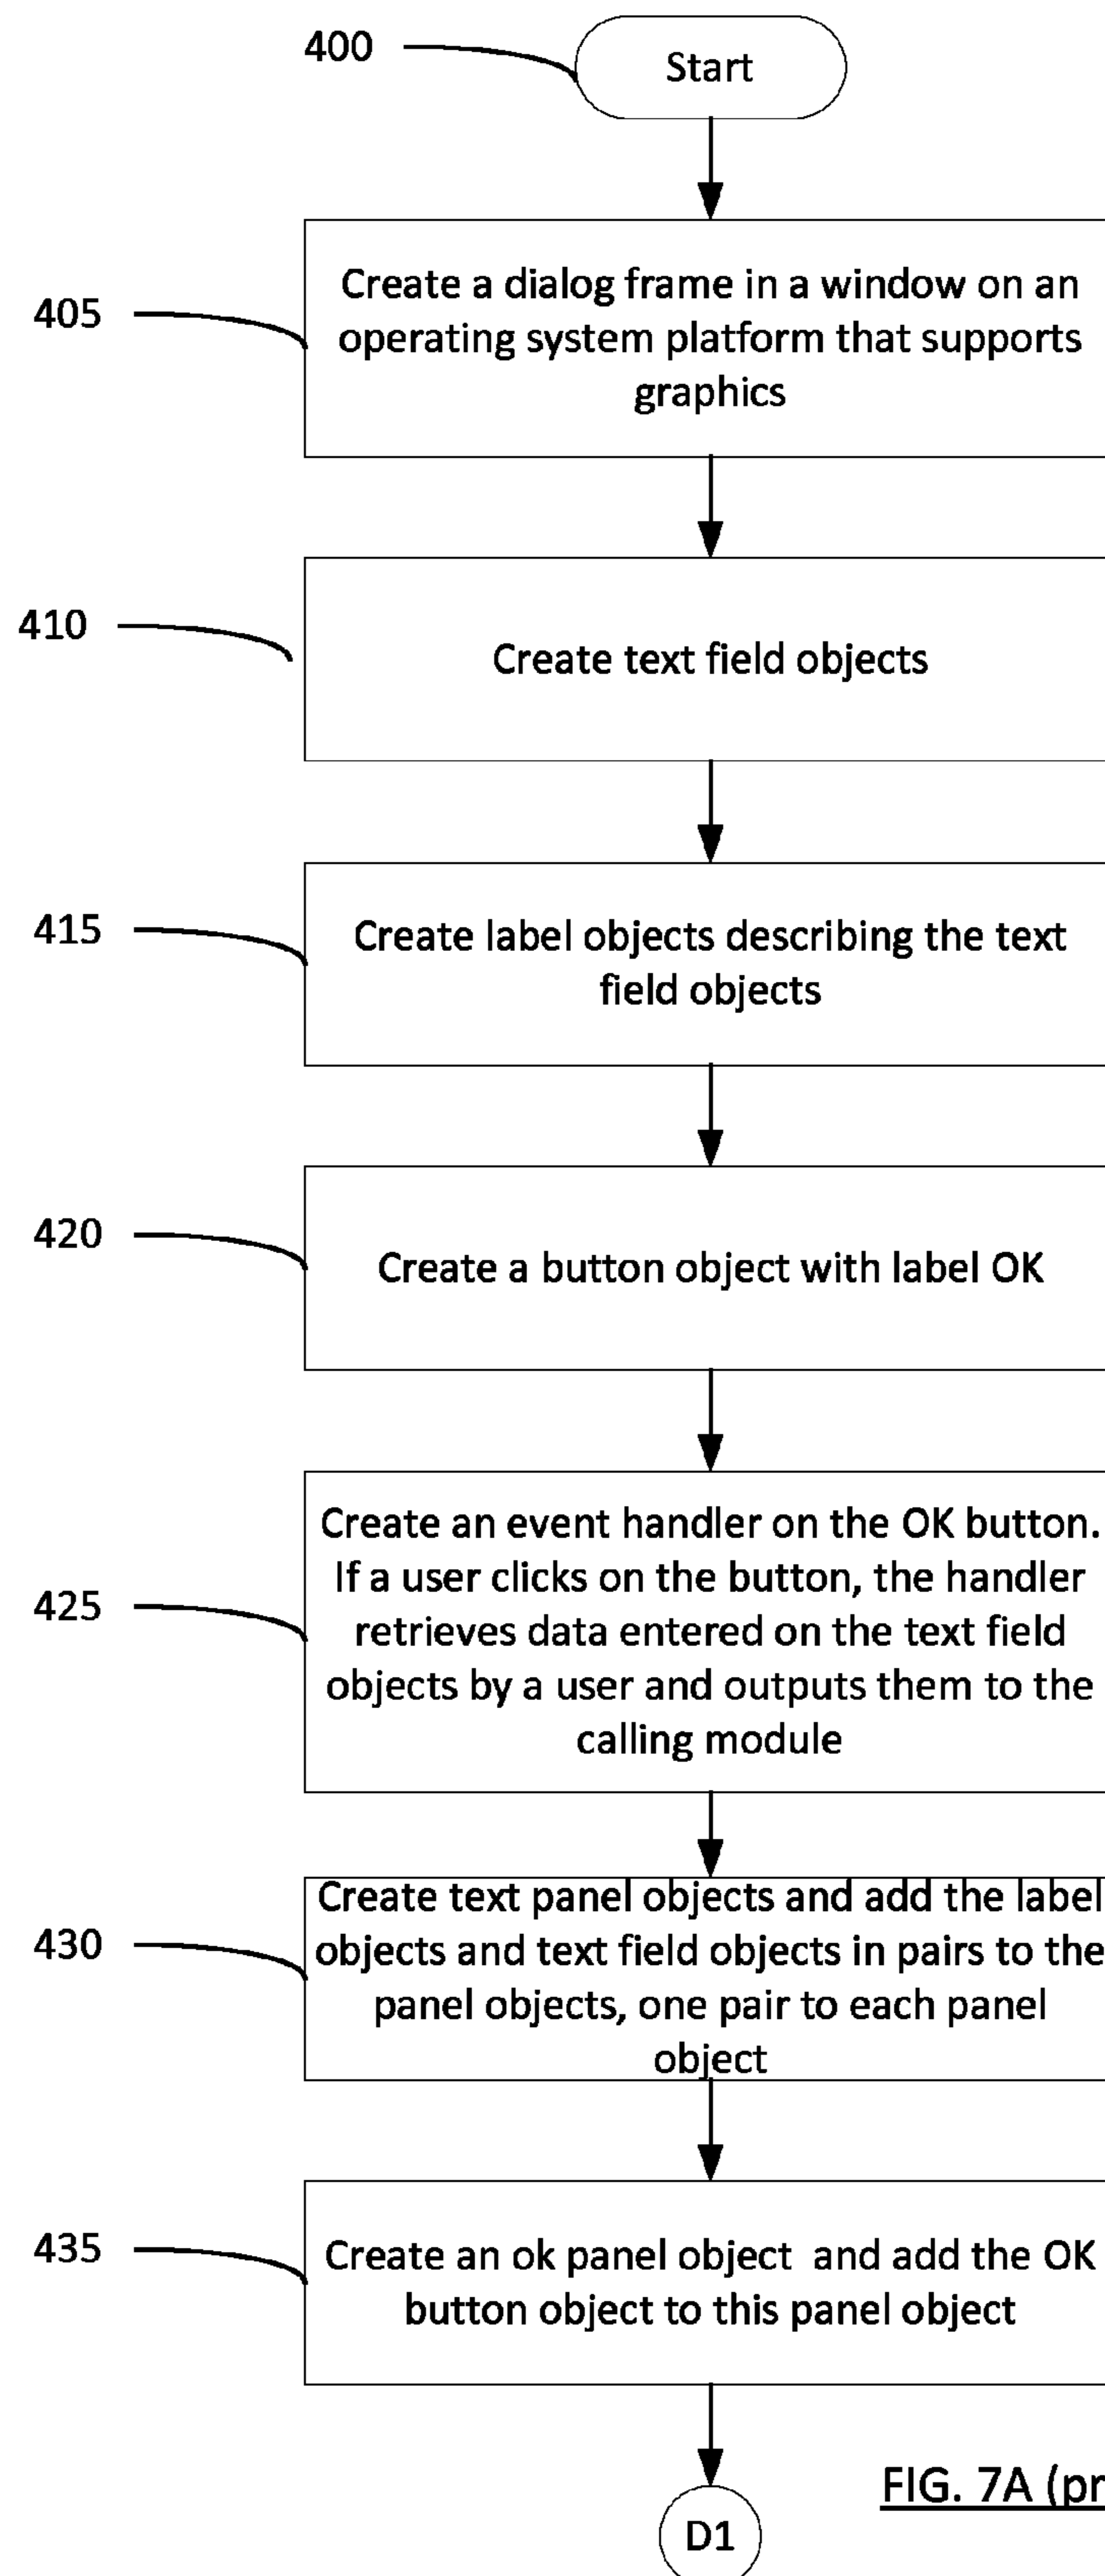 400
Start
405
Create a dialog frame in a window on an
operating system platform that supports
graphics
410
Create text field objects
415
Create label objects describing the text
field objects
420
Create a button object with label OK
425
Create an event handler on the OK button.
If a user clicks on the button, the handler
retrieves data entered on the text field
objects by a user and outputs them to the
calling module
430
Create text panel objects and add the label
objects and text field objects in pairs to the
panel objects, one pair to each panel
object
435
Create an ok panel object and add the OK
button object to this panel object
FIG. 7A (pr
D1